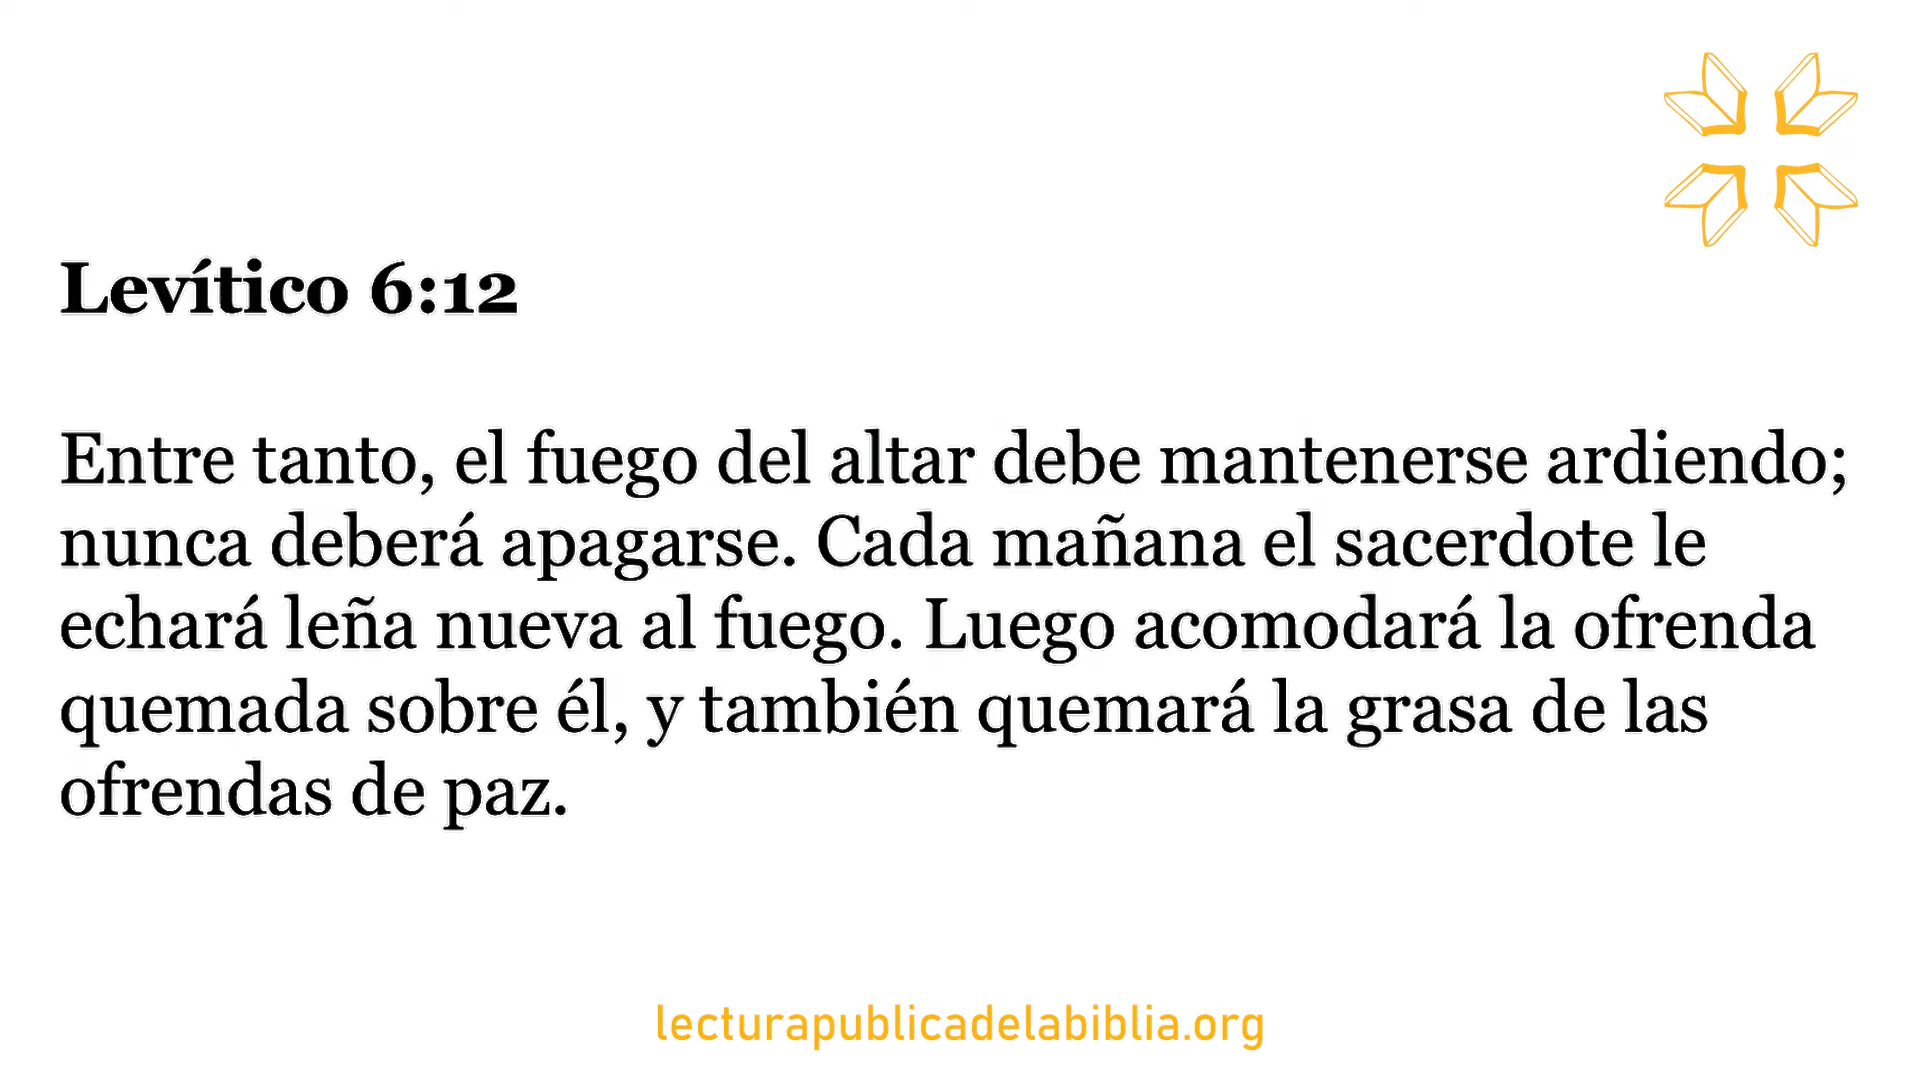 Levítico 6:12
Entre tanto, el fuego del altar debe mantenerse ardiendo;
nunca deberá apagarse. Cada mañana el sacerdote le
echará leña nueva al fuego. Luego acomodará la ofrenda
quemada sobre él, y también quemará la grasa de las
ofrendas de paz.
lecturapublicadelabiblia.org